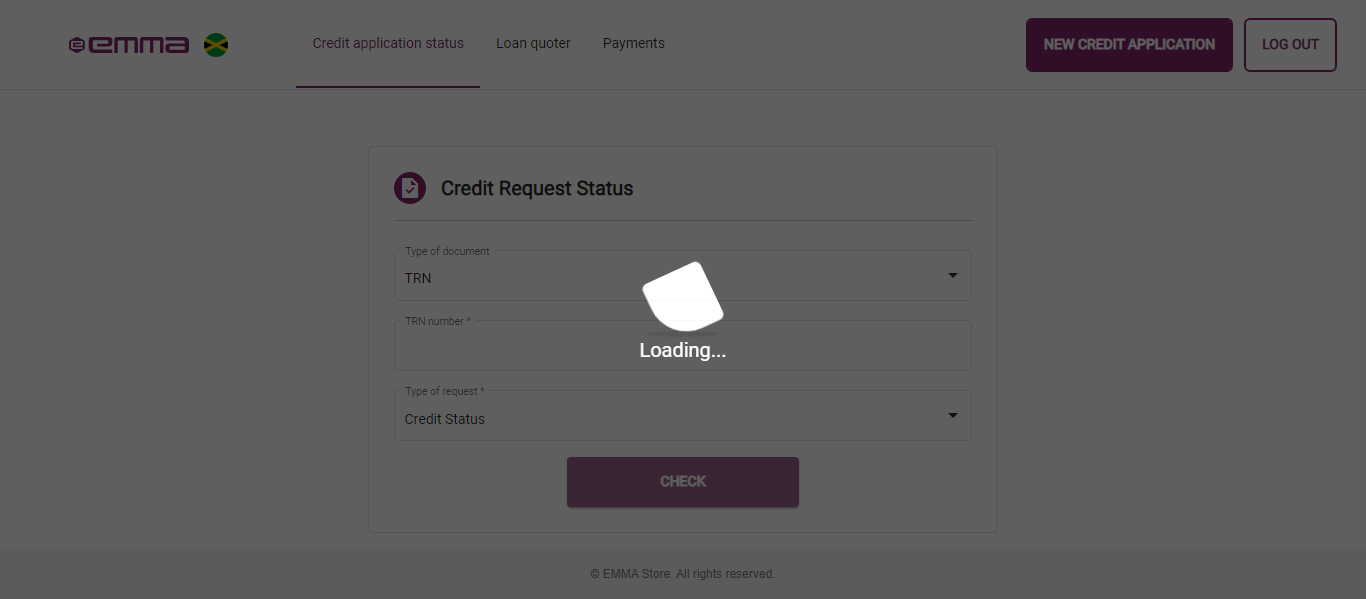 emma
Credit application status
Loan quoter
Payments
NEW CREDIT APPLICATION
LOG OUT
Credit Request Status
Type of document
TRN
TRN number *
Loading...
Type of request *
Credit Status
CHECK
© EMMA Store. All rights reserved.